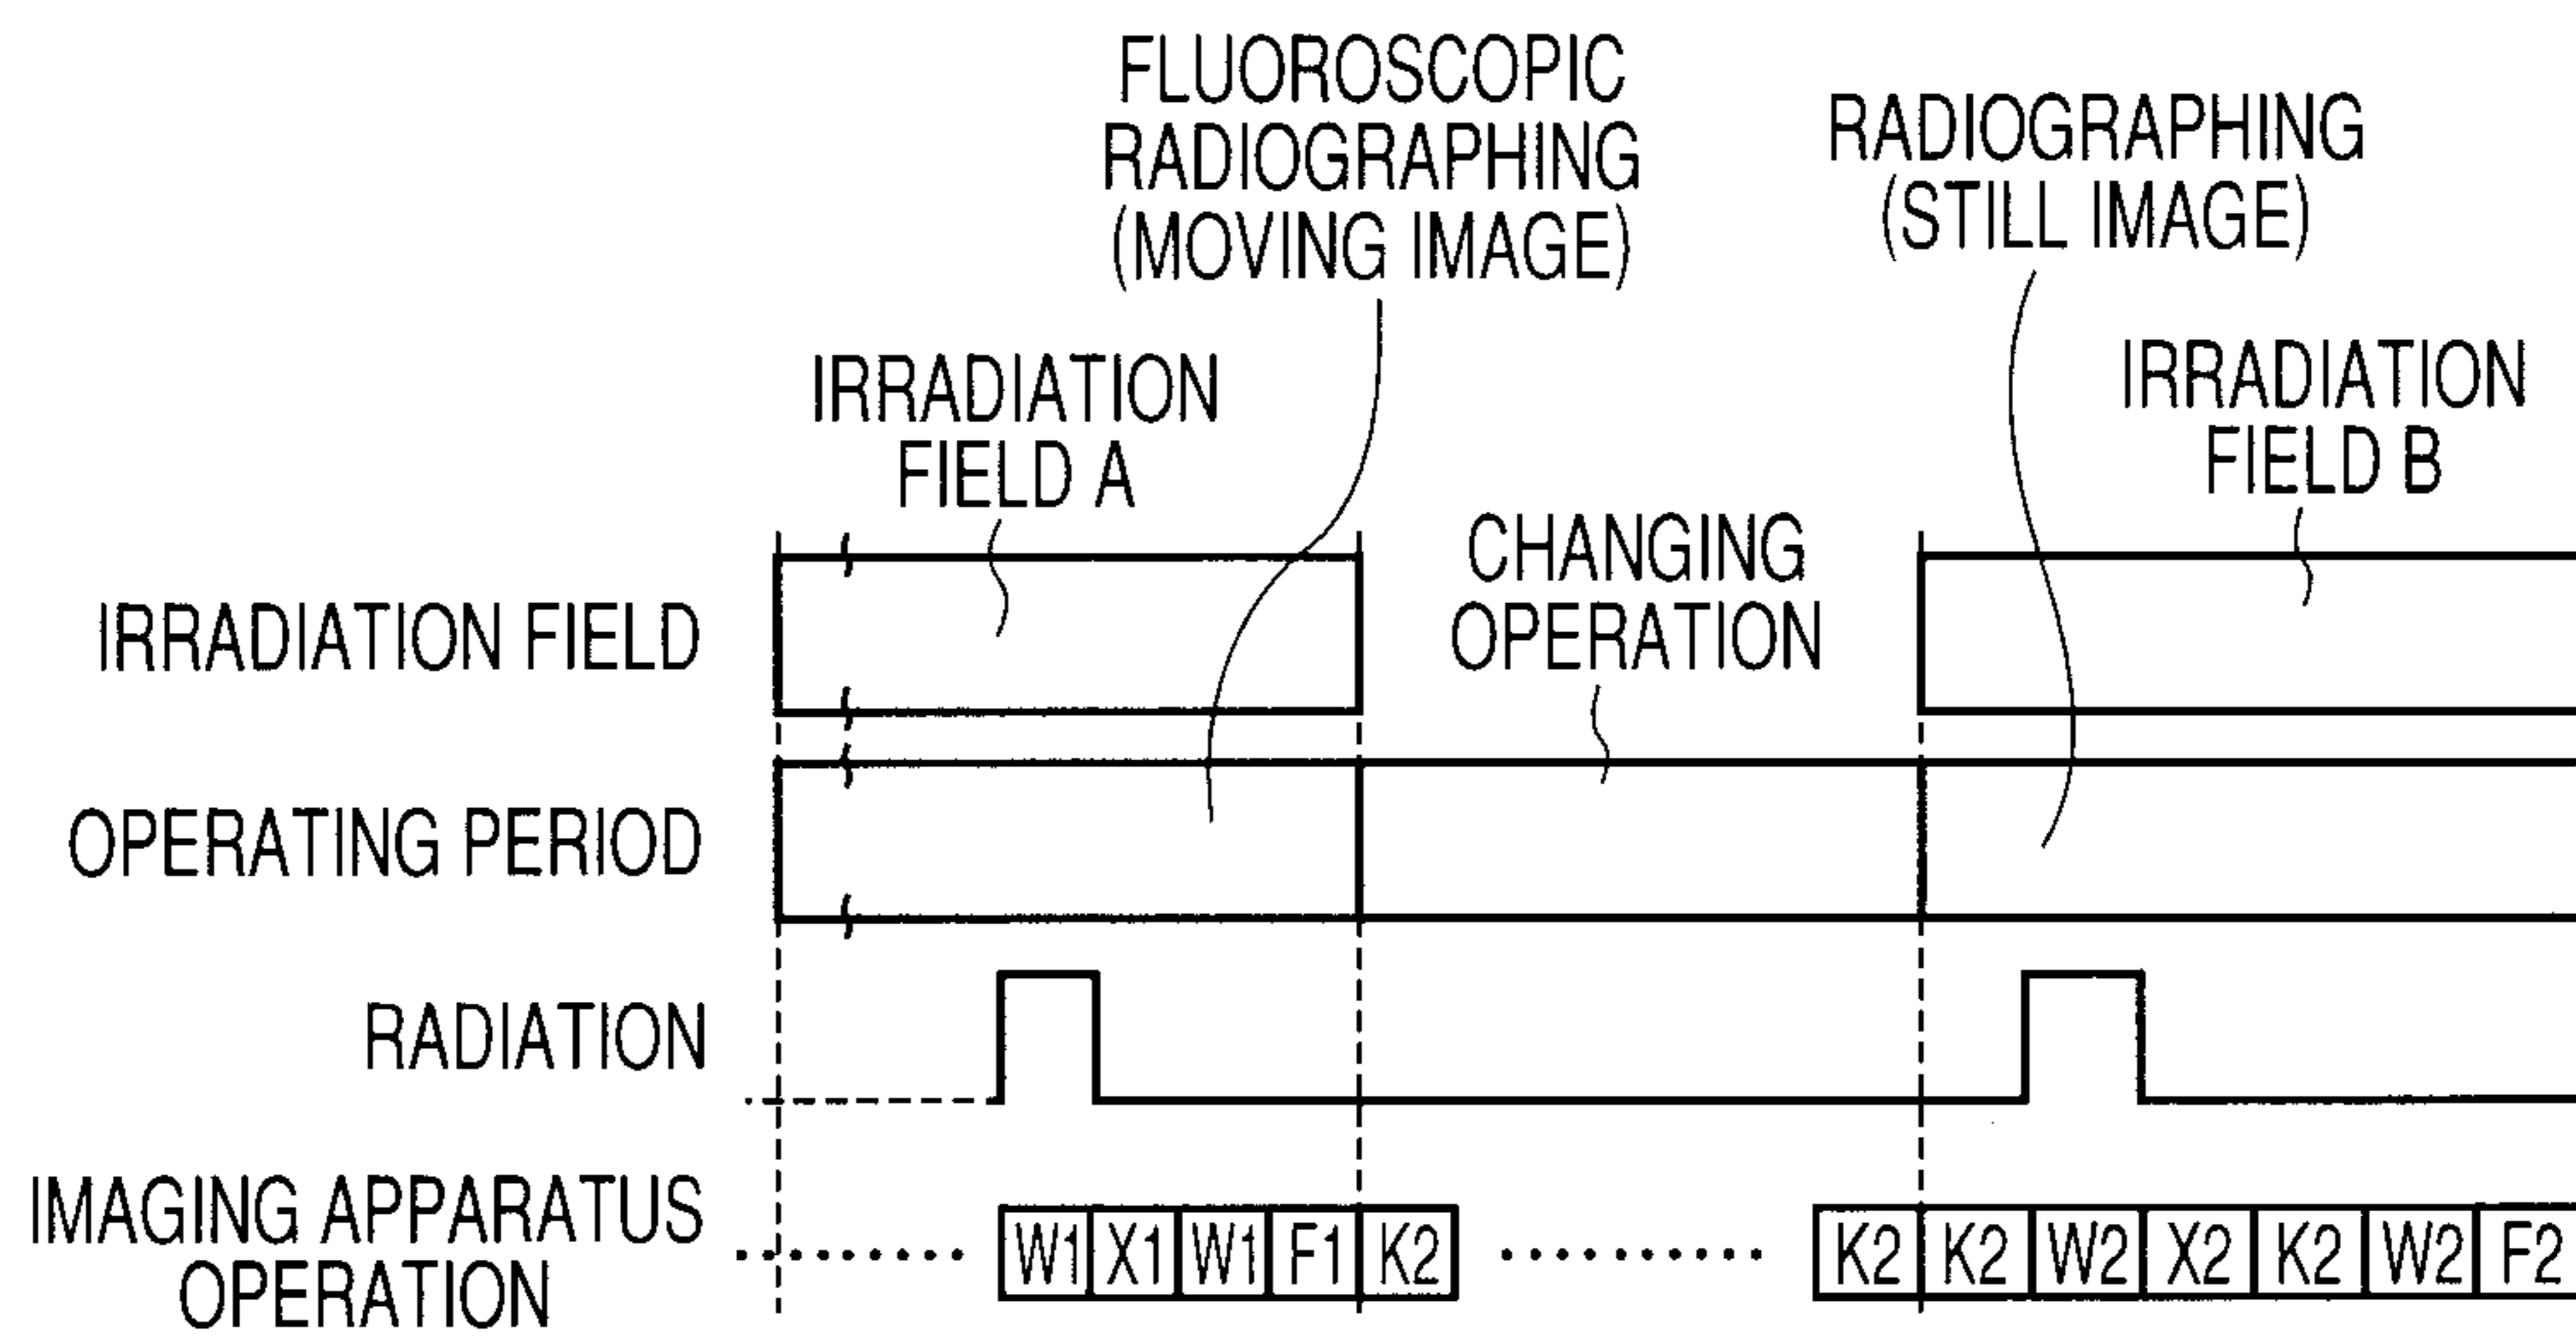 FLUOROSCOPIC
RADIOGRAPHING
(MOVING IMAGE)
RADIOGRAPHING
(STILL IMAGE)
IRRADIATION
FIELD A
IRRADIATION
FIELD B
CHANGING
OPERATION
IRRADIATION FIELD
OPERATING PERIOD
RADIATION
IMAGING APPARATUS
OPERATION
W1 X1 W1 F1 K2 K2 K2 W2 X2 K2 W2 F2